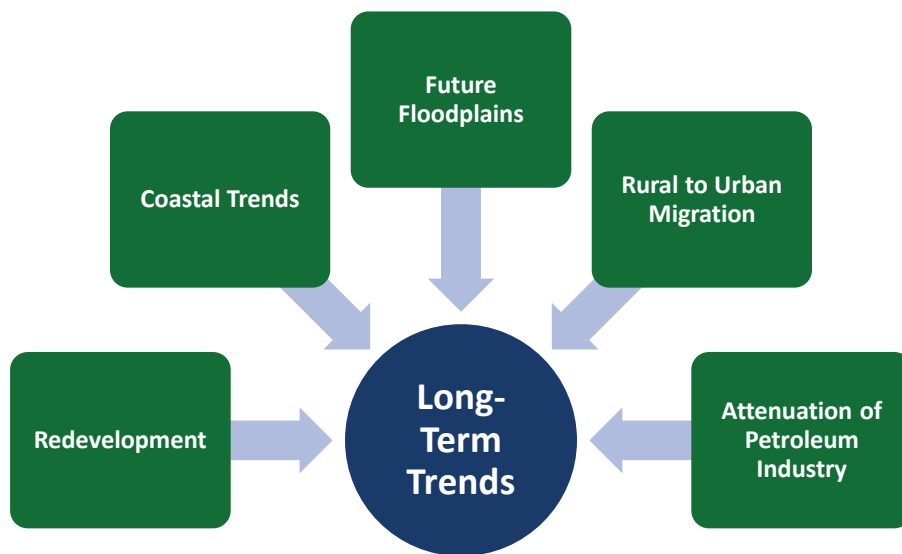 Future
Floodplains
Coastal Trends
Rural to Urban
Migration
Redevelopment
Long-
Term
Trends
Attenuation of
Petroleum
Industry